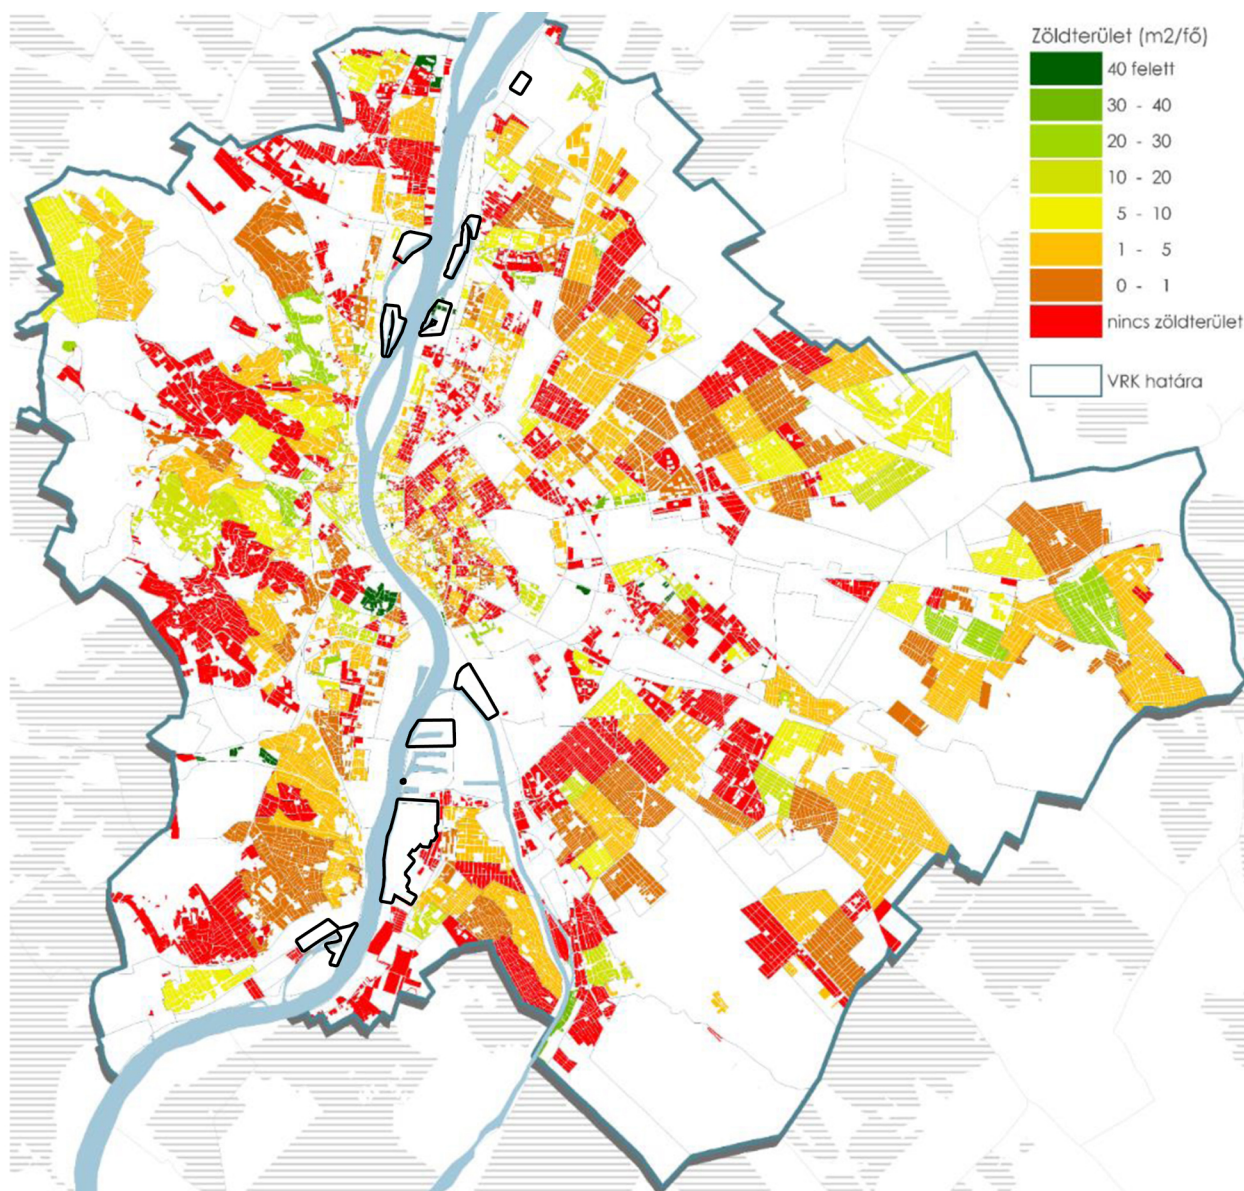 Zöldterület (m2/fő)
40 felett
30 - 40
20 - 30
10 - 20
5 - 10
1 - 5
0 - 1
nincs zöldterület
VRK határa